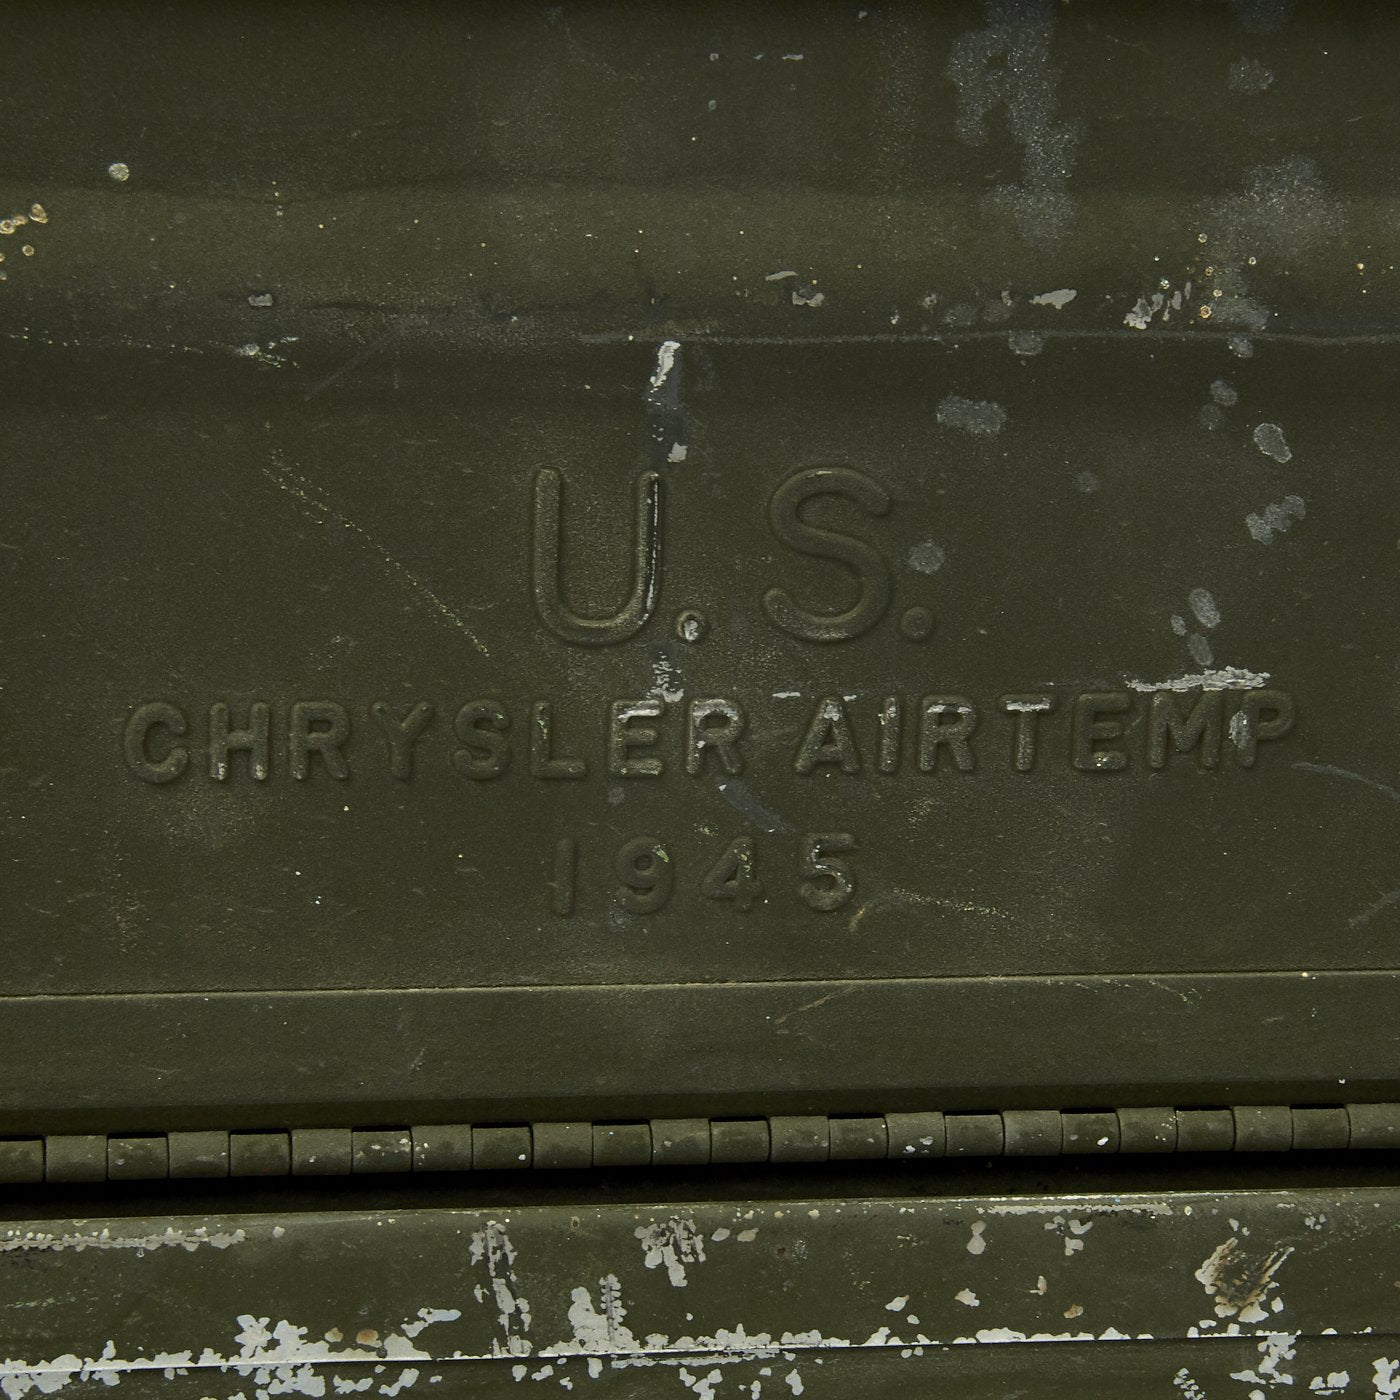 U. S.
CHRYSLER AIRTEMP
1945